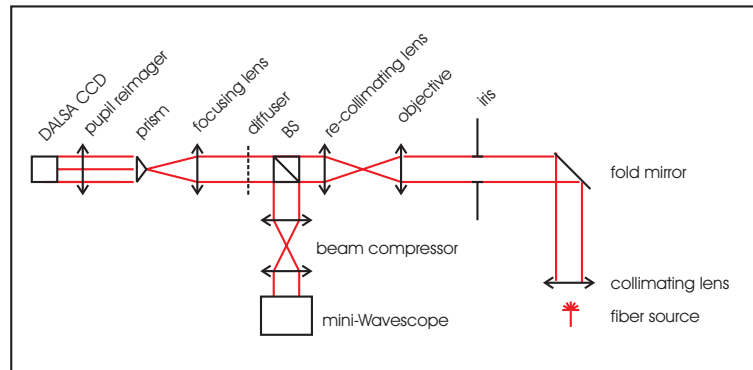 DALSA CCD
pupil reimager
prism
focusing lens
diffuser
BS
re-collimating lens
objective
iris
fold mirror
beam compressor
collimating lens
mini-Wavescope
fiber source